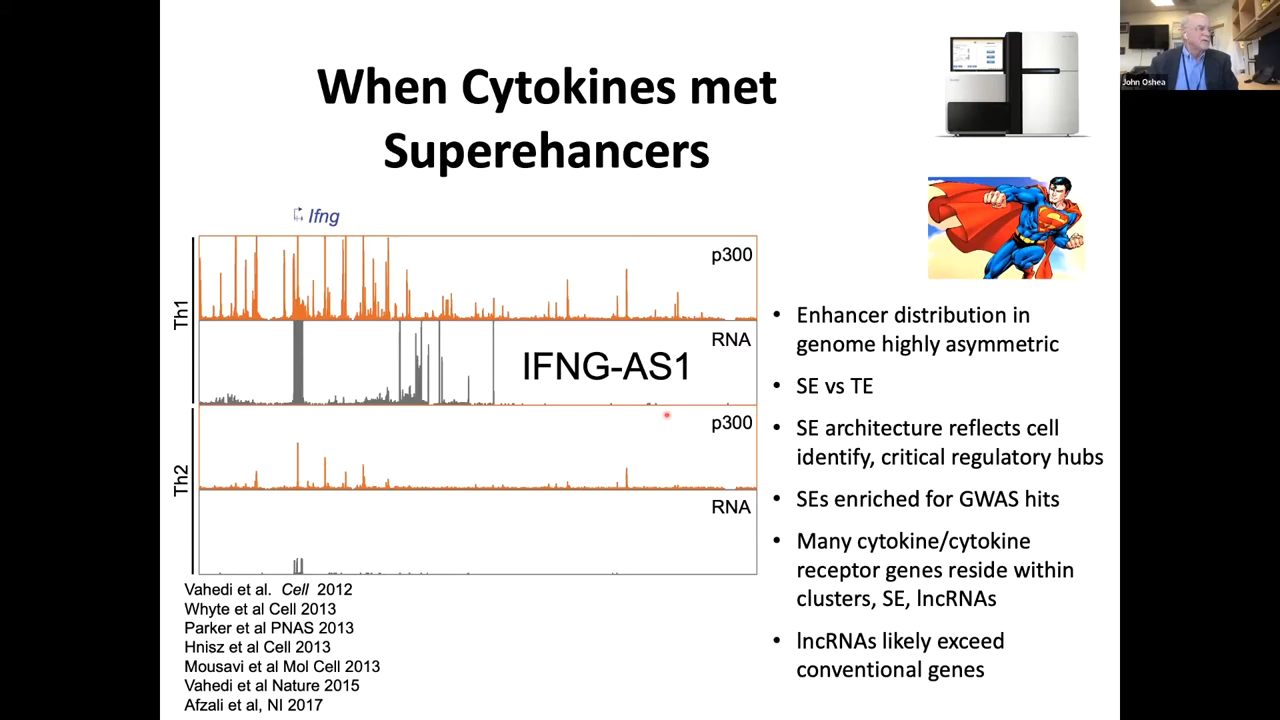 When Cytokines met
Superehancers
John Oshea
Ifng
Th1
p300
RNA
IFNG-AS1
Th2
p300
RNA
• Enhancer distribution in
genome highly asymmetric
• SE vs TE
• SE architecture reflects cell
identify, critical regulatory hubs
• SEs enriched for GWAS hits
• Many cytokine/cytokine
receptor genes reside within
clusters, SE, lncRNAs
• lncRNAs likely exceed
conventional genes
Vahedi et al. Cell 2012
Whyte et al Cell 2013
Parker et al PNAS 2013
Hnisz et al Cell 2013
Mousavi et al Mol Cell 2013
Vahedi et al Nature 2015
Afzali et al, NI 2017